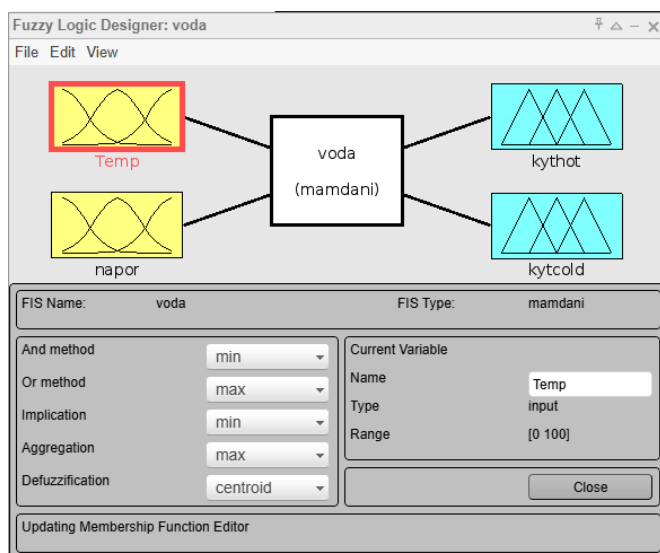 Fuzzy Logic Designer: voda
File Edit View
Temp
napor
voda
(mamdani)
kythot
kytcold
FIS Name: voda FIS Type: mamdani
And method min
Or method max
Implication min
Aggregation max
Defuzzification centroid
Current Variable
Name Temp
Type input
Range [0 100]
Close
Updating Membership Function Editor